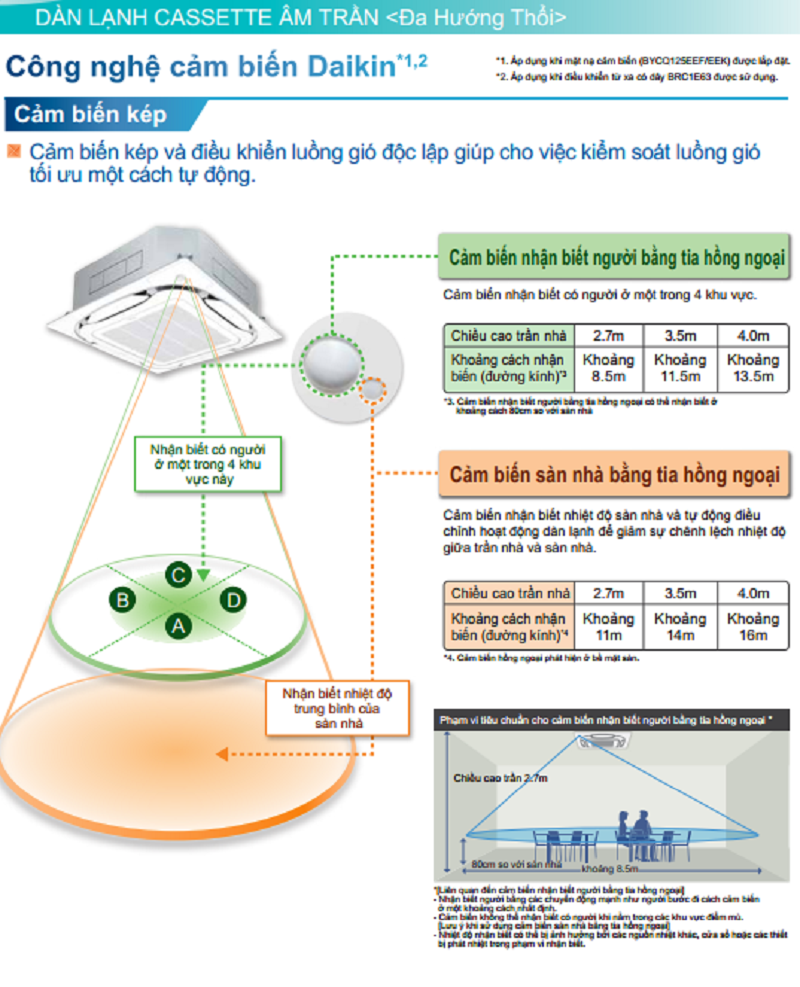 DÀN LẠNH CASSETTE ÂM TRẦN <Đa Hướng Thổi>
Công nghệ cảm biến Daikin*1,2
*1. Áp dụng khi mặt nạ cảm biến (BYCQ125EEF/EEK) được lắp đặt.
*2. Áp dụng khi điều khiển từ xa có dây BRC1E63 được sử dụng.
Cảm biến kép
Cảm biến kép và điều khiển luồng gió độc lập giúp cho việc kiểm soát luồng gió
tối ưu một cách tự động.
Cảm biến nhận biết người bằng tia hồng ngoại
Cảm biến nhận biết có người ở một trong 4 khu vực.
Chiều cao trần nhà 2.7m 3.5m 4.0m
Khoảng cách nhận Khoảng Khoảng Khoảng
biến (đường kính)*3 8.5m 11.5m 13.5m
*3. Cảm biến nhận biết người bằng tia hồng ngoại có thể nhận biết ở
khoảng cách 80cm so với sàn nhà
Nhận biết có người
ở một trong 4 khu
vực này
C
B
D
A
Cảm biến sàn nhà bằng tia hồng ngoại
Cảm biến nhận biết nhiệt độ sàn nhà và tự động điều
chỉnh hoạt động dàn lạnh để giảm sự chênh lệch nhiệt độ
giữa trần nhà và sàn nhà.
Chiều cao trần nhà 2.7m 3.5m 4.0m
Khoảng cách nhận Khoảng Khoảng Khoảng
biến (đường kính)*4 11m 14m 16m
*4. Cảm biến hồng ngoại phát hiện ở bề mặt sàn.
Nhận biết nhiệt độ
trung bình của
sàn nhà
Phạm vi tiêu chuẩn cho cảm biến nhận biết người bằng tia hồng ngoại *
Chiều cao trần 2.7m
80cm so với sàn nhà
khoảng 8.5m
*[Liên quan đến cảm biến nhận biết người bằng tia hồng ngoại]
- Nhận biết người bằng các chuyển động mạnh như người bước đi cách cảm biến
ở một khoảng cách nhất định.
- Cảm biến không thể nhận biết có người khi nằm trong các khu vực điểm mù.
[Lưu ý khi sử dụng cảm biến sàn nhà bằng tia hồng ngoại]
- Nhiệt độ nhận biết có thể bị ảnh hưởng bởi các nguồn nhiệt khác, cửa sổ hoặc các thiết
bị phát nhiệt trong phạm vi nhận biết.